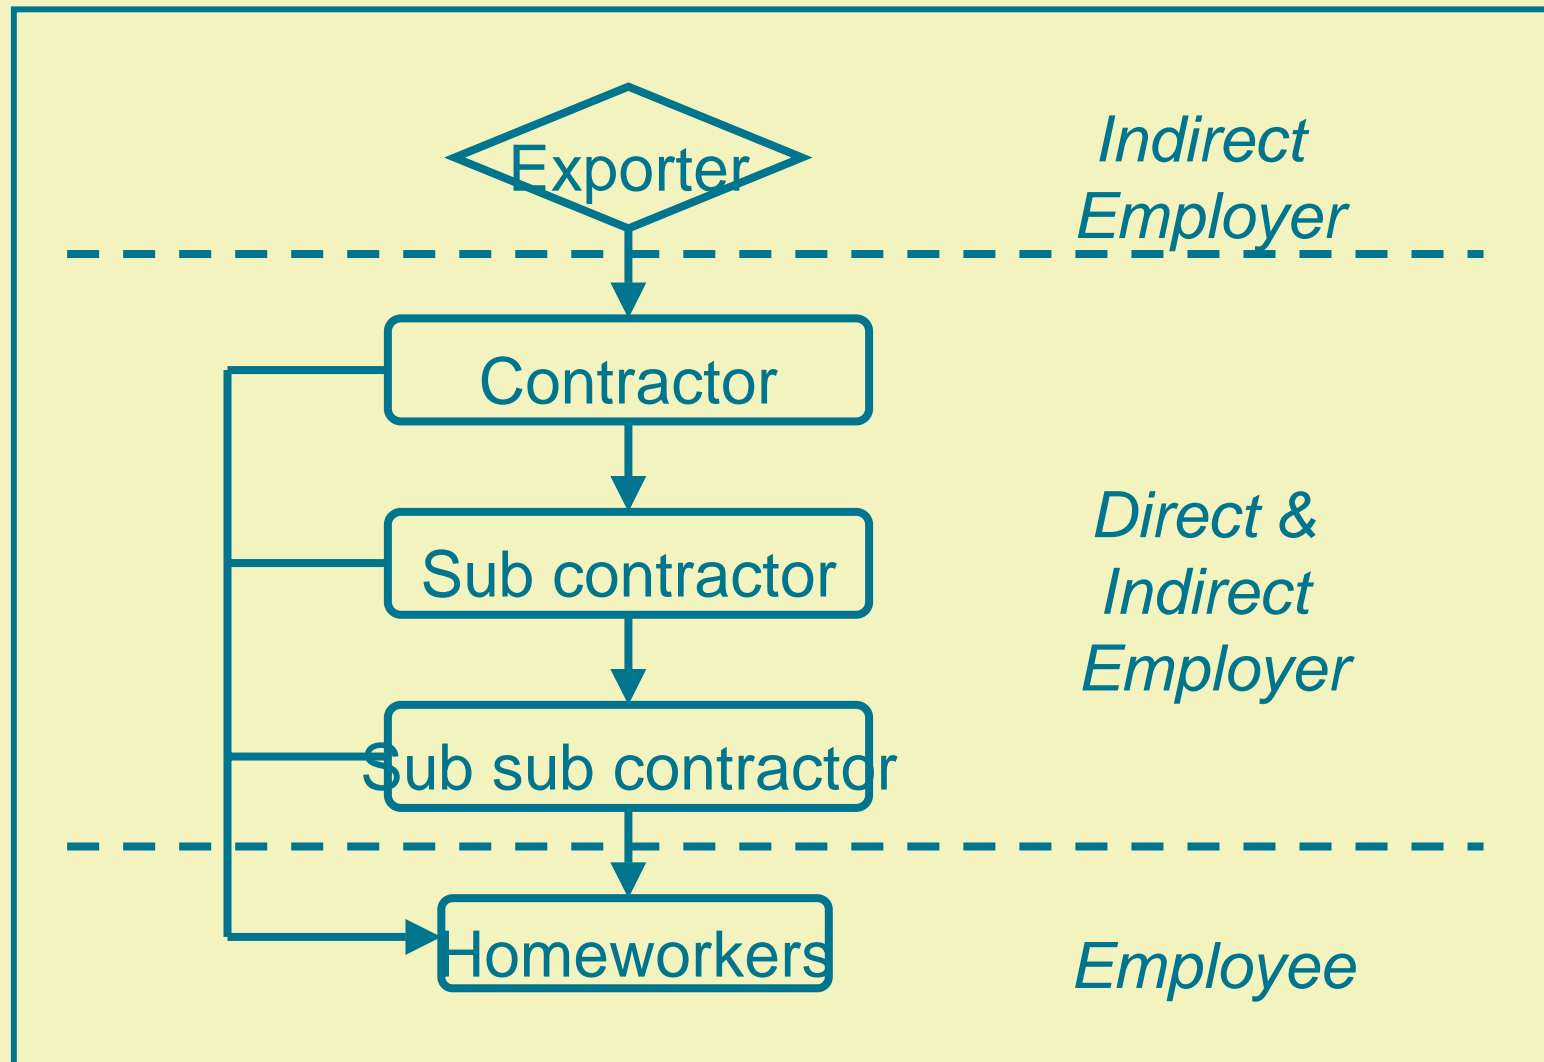 Exporter
Indirect
Employer
Contractor
Sub contractor
Direct &
Indirect
Employer
Sub sub contractor
Homeworkers
Employee